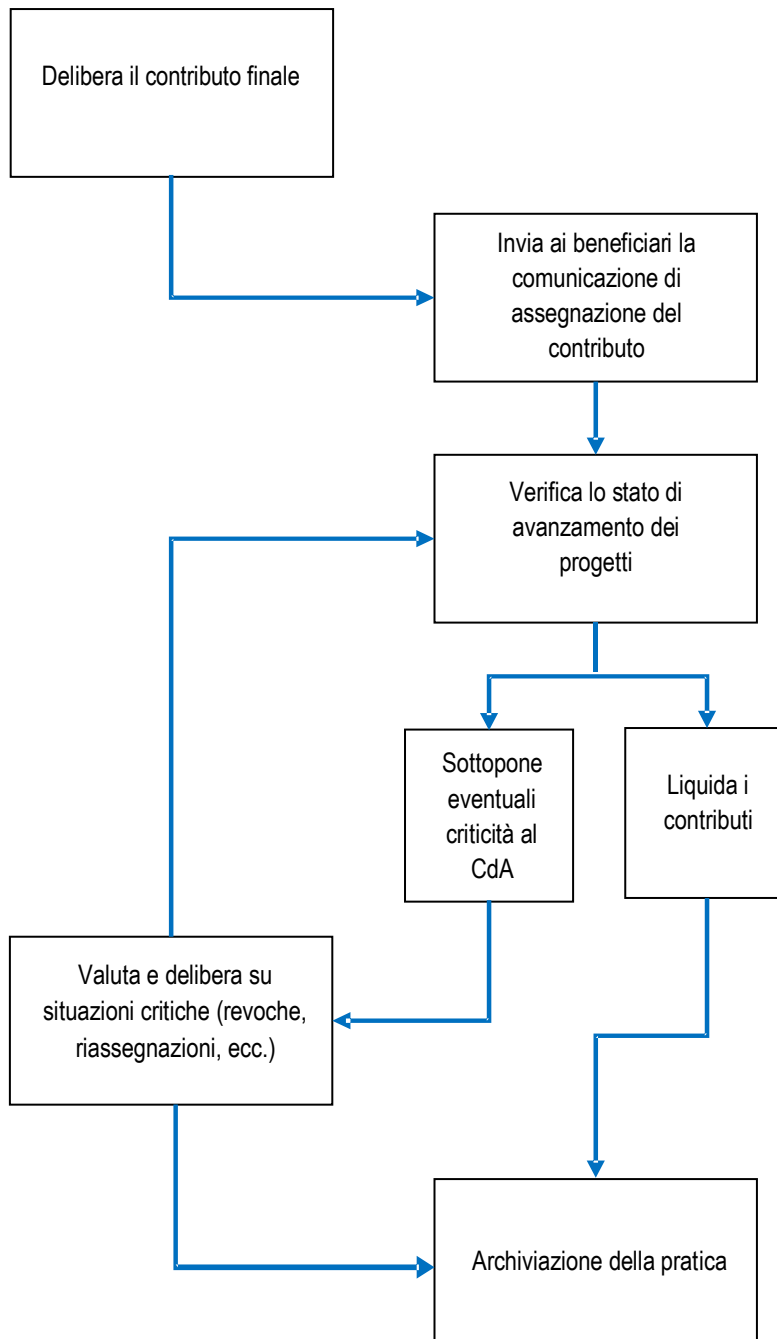 Delibera il contributo finale
Invia ai beneficiari la
comunicazione di
assegnazione del
contributo
Verifica lo stato di
avanzamento dei
progetti
Sottopone
eventuali
criticità al
CdA
Liquida i
contributi
Valuta e delibera su
situazioni critiche (revoche,
riassegnazioni, ecc.)
Archiviazione della pratica